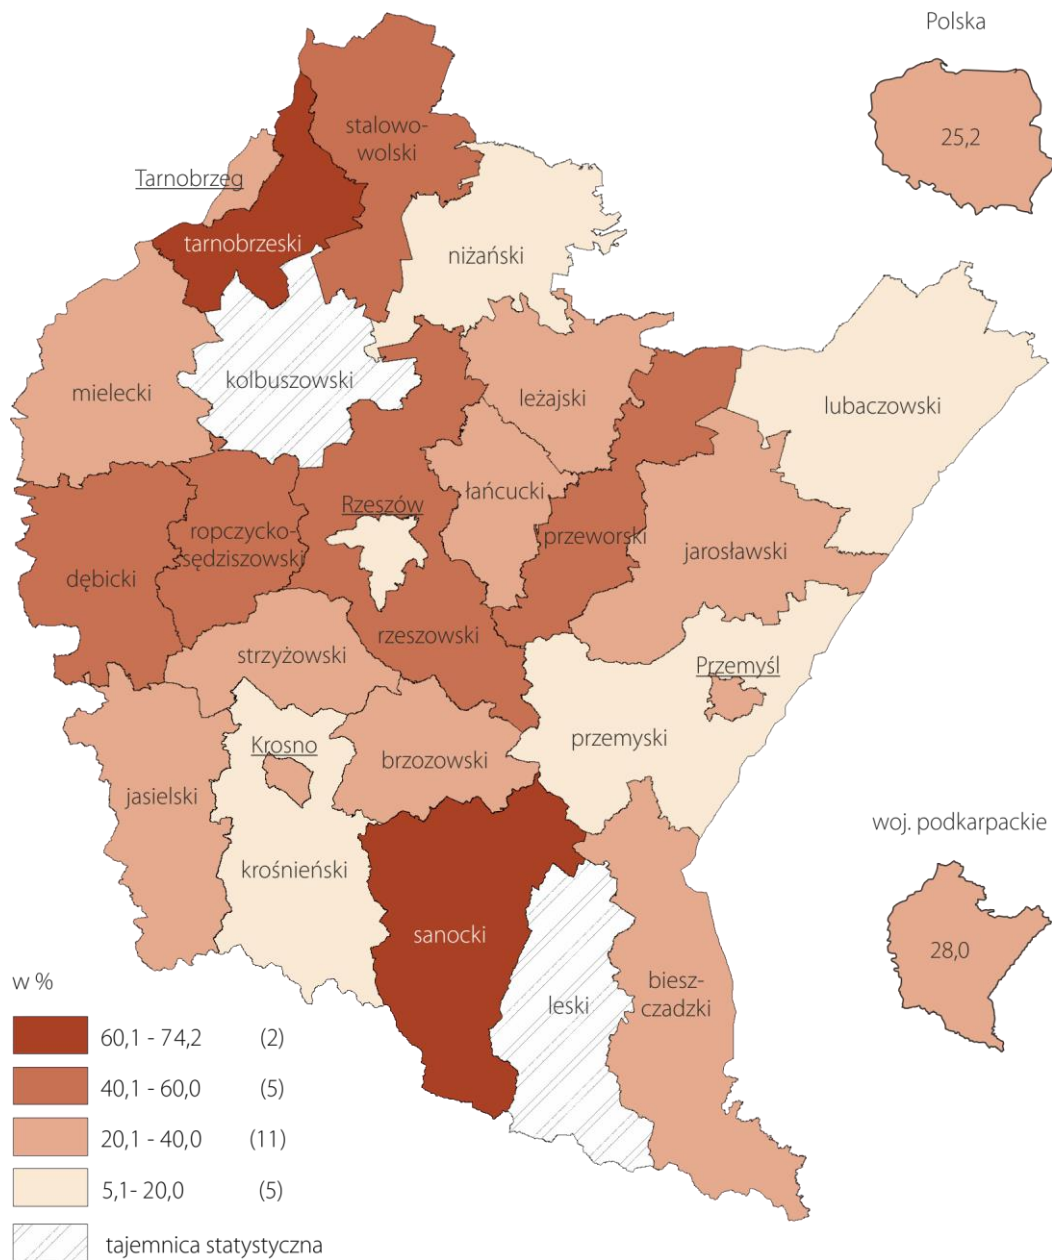 Polska
25,2
stalowo-
wolski
Tarnobrzeg
tarnobrzeski
niżański
mielecki
kolbuszowski
leżajski
lubaczowski
Rzeszów
łańcucki
ropczycko-
sędziszowski
przeworski
jarosławski
dębicki
rzeszowski
strzyżowski
Przemyśl
Krosno
przemyski
brzozowski
jasielski
woj. podkarpackie
krośnieński
28,0
sanocki
leski
biesz-
czadzki
w %
60,1 - 74,2 (2)
40,1 - 60,0 (5)
20,1 - 40,0 (11)
5,1- 20,0 (5)
tajemnica statystyczna